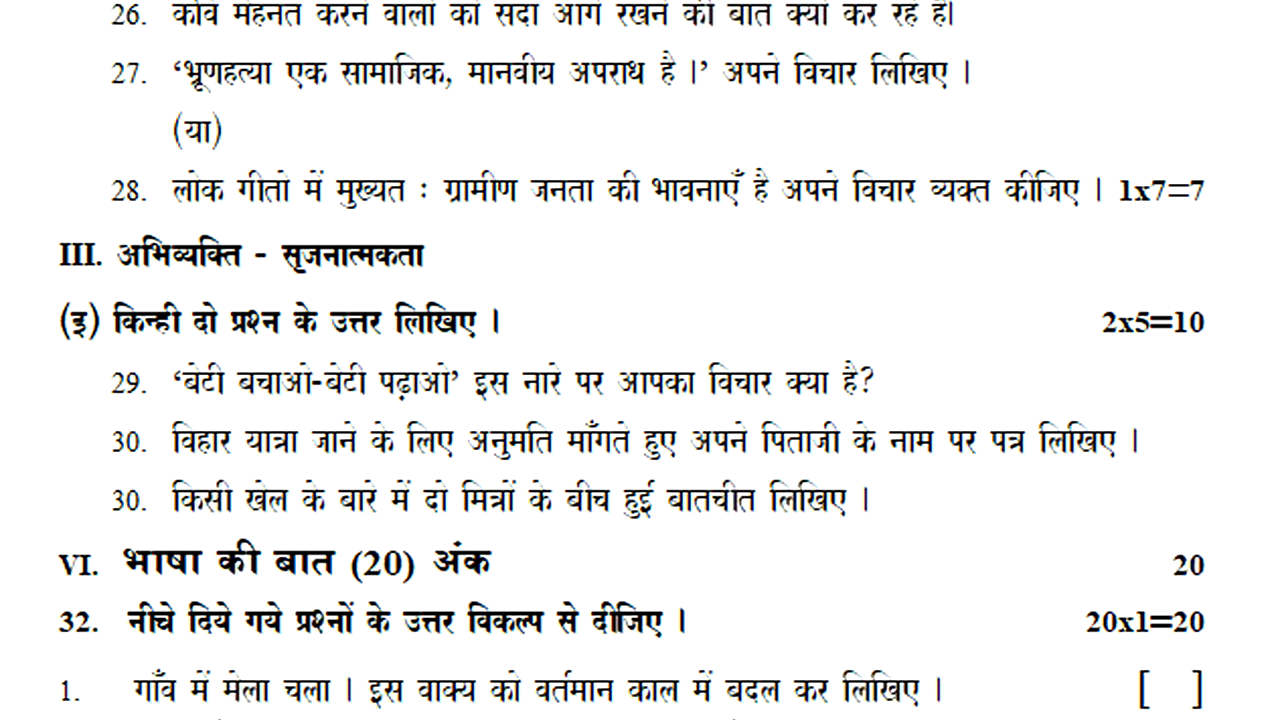 26. कवि मेहनत करने वालों को सदा आगे रखने की बात क्यों कर रहे हैं।
27. ‘भ्रूणहत्या एक सामाजिक, मानवीय अपराध है ।’ अपने विचार लिखिए ।
(या)
28. लोक गीतो में मुख्यत : ग्रामीण जनता की भावनाएँ है अपने विचार व्यक्त कीजिए । 1x7=7
III. अभिव्यक्ति - सृजनात्मकता
(इ) किन्ही दो प्रश्न के उत्तर लिखिए । 2x5=10
29. ‘बेटी बचाओ-बेटी पढ़ाओ’ इस नारे पर आपका विचार क्या है?
30. विहार यात्रा जाने के लिए अनुमति माँगते हुए अपने पिताजी के नाम पर पत्र लिखिए ।
30. किसी खेल के बारे में दो मित्रों के बीच हुई बातचीत लिखिए ।
VI. भाषा की बात (20) अंक 20
32. नीचे दिये गये प्रश्नों के उत्तर विकल्प से दीजिए । 20x1=20
1. गाँव में मेला चला । इस वाक्य को वर्तमान काल में बदल कर लिखिए । [ ]